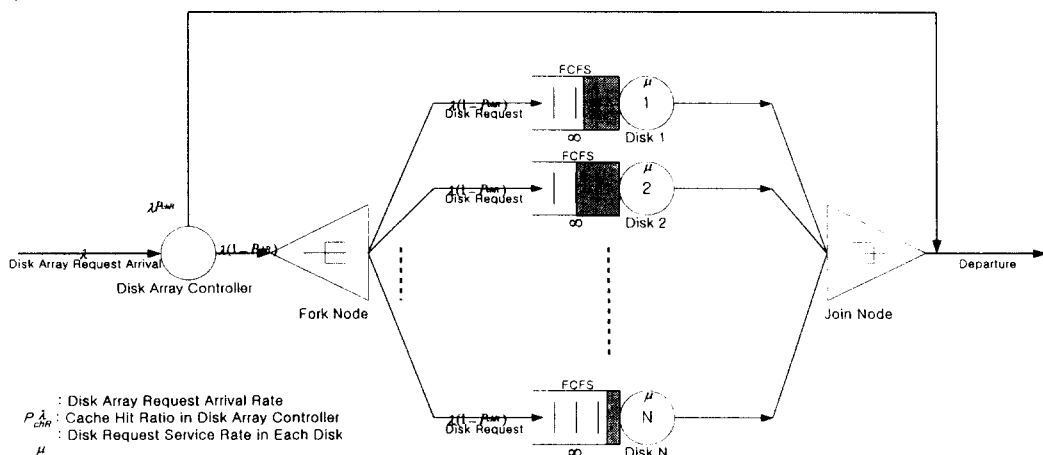 FCFS
μ
1
λ(1-P_chR)
Disk Request
∞
Disk 1
FCFS
μ
2
λ(1-P_chR)
Disk Request
∞
Disk 2
λP_chR
λ
Disk Array Request Arrival
λ(1-P_chR)
Disk Array Controller
Fork Node
Join Node
Departure
FCFS
μ
N
λ(1-P_chR)
Disk Request
∞
Disk N
λ : Disk Array Request Arrival Rate
P_chR : Cache Hit Ratio in Disk Array Controller
μ : Disk Request Service Rate in Each Disk